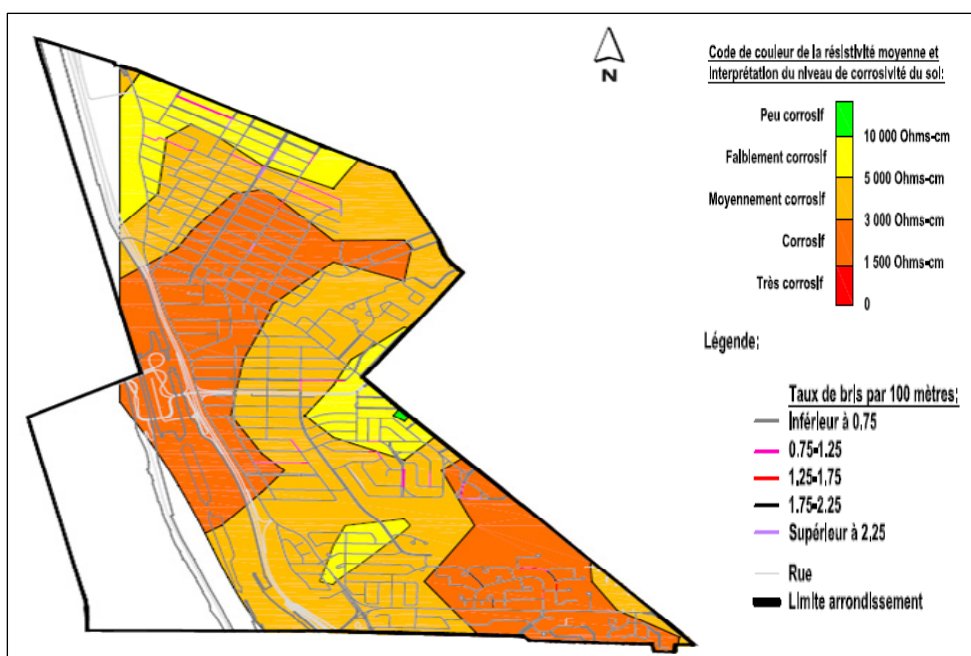 N
Code de couleur de la résistivité moyenne et
Interprétation du niveau de corrosivité du sol:
Peu corrosif
10 000 Ohms-cm
Faiblement corrosif
5 000 Ohms-cm
Moyennement corrosif
3 000 Ohms-cm
Corrosif
1 500 Ohms-cm
Très corrosif
0
Légende:
Taux de bris par 100 mètres:
Inférieur à 0.75
0.75-1.25
1,25-1,75
1.75-2.25
Supérieur à 2,25
Rue
Limite arrondissement